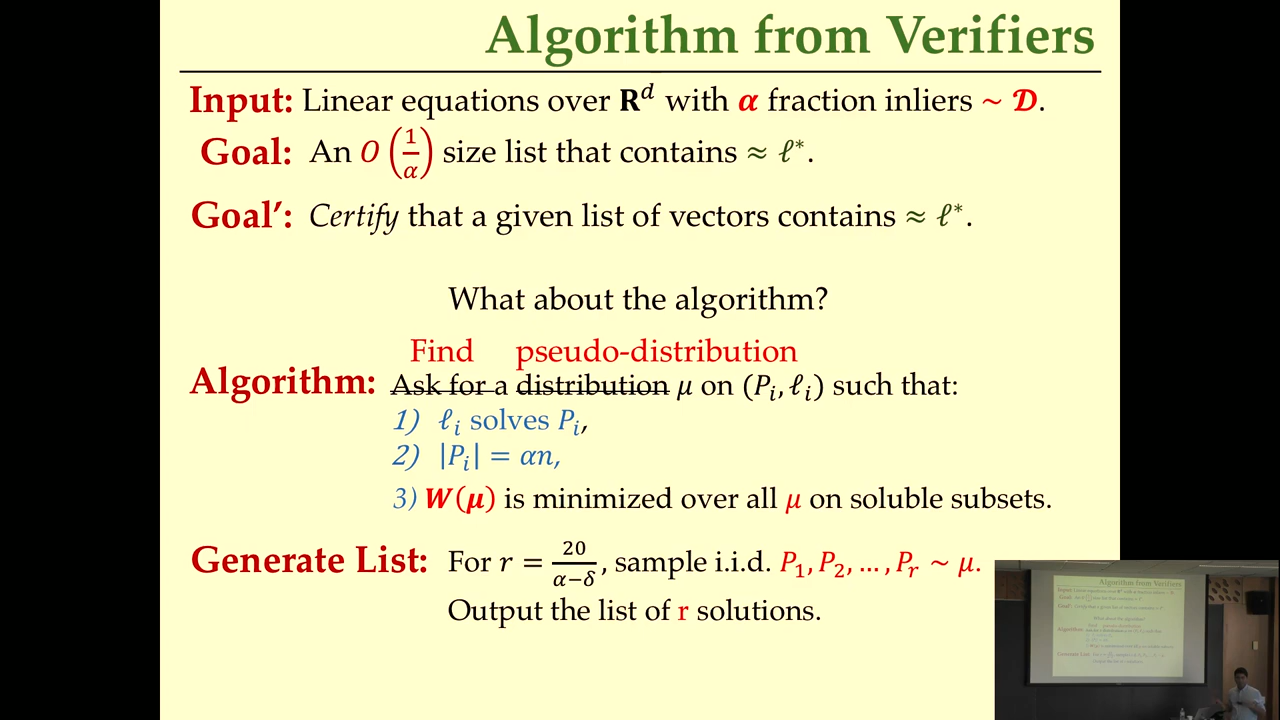 Algorithm from Verifiers
Input: Linear equations over R^d with α fraction inliers ~ 𝒟.
Goal: An O(1/α) size list that contains ≈ ℓ*.
Goal': Certify that a given list of vectors contains ≈ ℓ*.
What about the algorithm?
Find pseudo-distribution
Algorithm: Ask for a distribution μ on (P_i, ℓ_i) such that:
1) ℓ_i solves P_i,
2) |P_i| = αn,
3) W(μ) is minimized over all μ on soluble subsets.
Generate List: For r = 20/(α−δ), sample i.i.d. P_1, P_2, … , P_r ~ μ.
Output the list of r solutions.
Algorithm from Verifiers